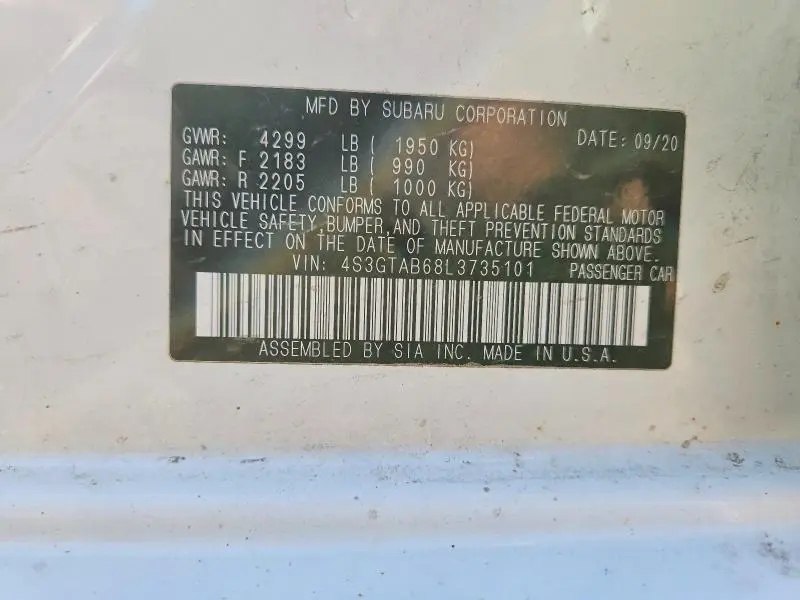 MFD BY SUBARU CORPORATION
GVWR: 4299 LB ( 1950 KG) DATE: 09/20
GAWR: F 2183 LB ( 990 KG)
GAWR: R 2205 LB ( 1000 KG)
THIS VEHICLE CONFORMS TO ALL APPLICABLE FEDERAL MOTOR
VEHICLE SAFETY,BUMPER,AND THEFT PREVENTION STANDARDS
IN EFFECT ON THE DATE OF MANUFACTURE SHOWN ABOVE.
VIN: 4S3GTAB68L3735101 PASSENGER CAR
ASSEMBLED BY SIA INC. MADE IN U.S.A.